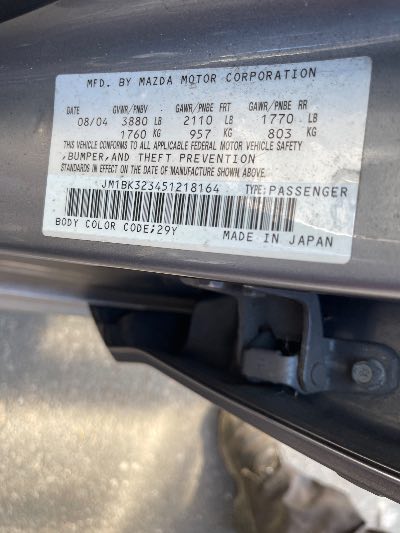 MFD. BY MAZDA MOTOR CORPORATION
DATE GVWR/PNBV GAWR/PNBE FRT GAWR/PNBE RR
08/04 3880 LB 2110 LB 1770 LB
1760 KG 957 KG 803 KG
THIS VEHICLE CONFORMS TO ALL APPLICABLE FEDERAL MOTOR VEHICLE SAFETY
,BUMPER,AND THEFT PREVENTION
STANDARDS IN EFFECT ON THE DATE OF MANUFACTURE SHOWN ABOVE.
JM1BK323451218164 TYPE:PASSENGER
BODY COLOR CODE;29Y MADE IN JAPAN